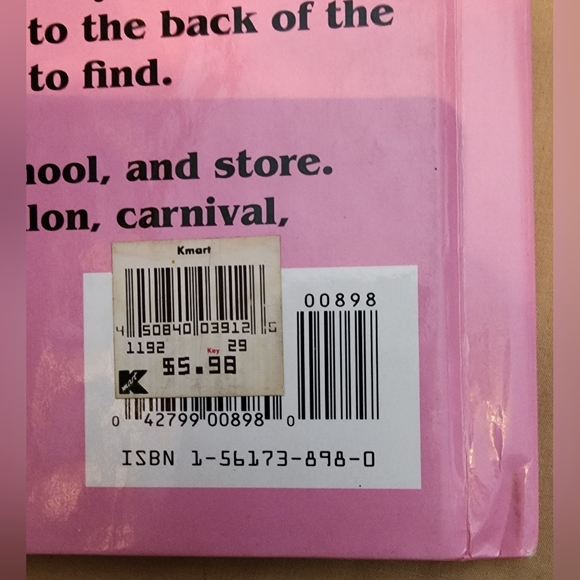 to the back of the
to find.
hool, and store.
lon, carnival,
Kmart
4 50840 03912 5
1192 Key 29
$5.98
K mart
00898
0 42799 00898 0
ISBN 1-56173-898-0